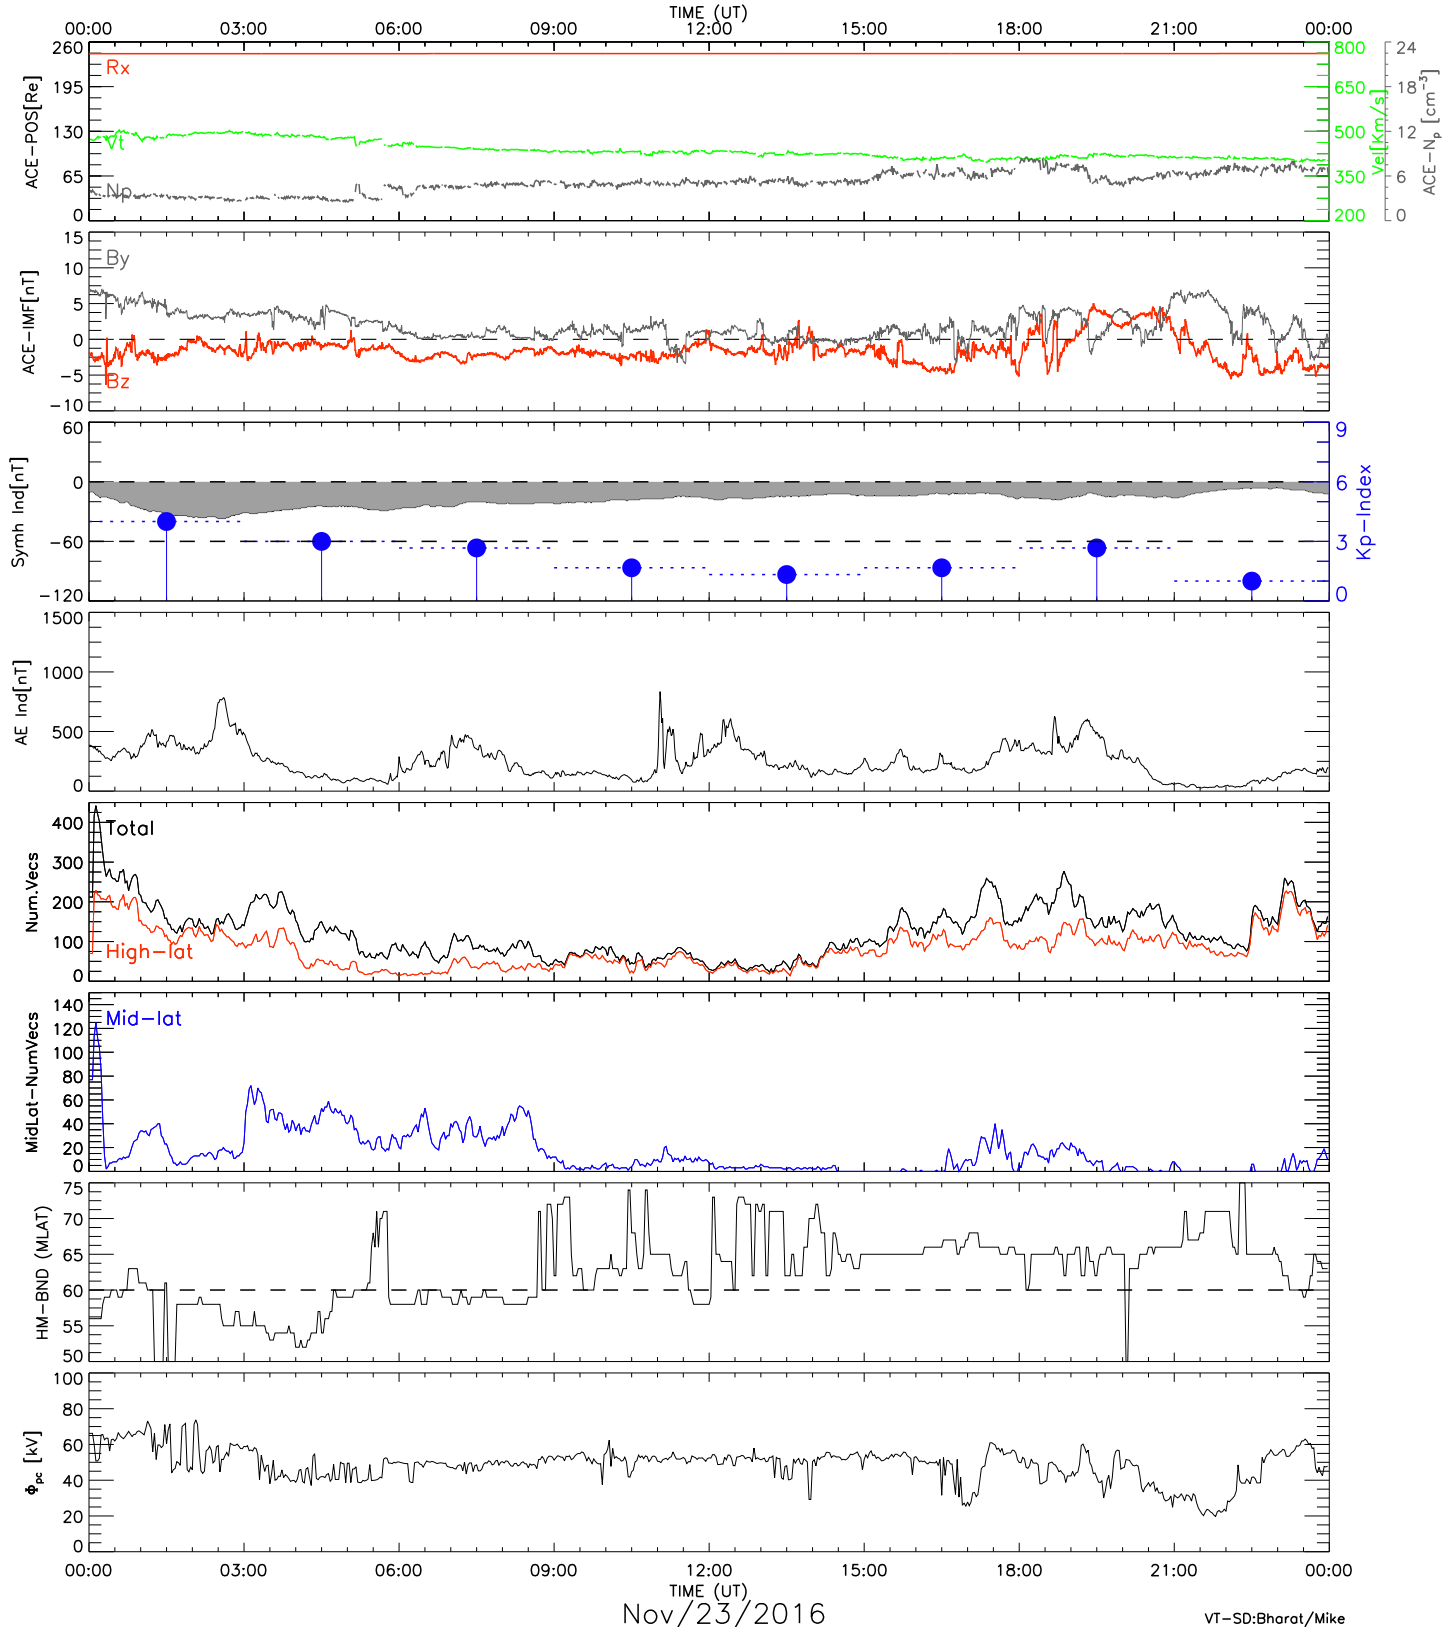 TIME (UT)
00:00 03:00 06:00 09:00 12:00 15:00 18:00 21:00 00:00
260 195 130 65 0
ACE-POS[Re]
Rx
Vt
Np
800 650 500 350 200
Vel[Km/s]
24 18 12 6 0
ACE-Np [cm-3]
15 10 5 0 -5 -10
ACE-IMF[nT]
By
Bz
60 0 -60 -120
Symh Ind[nT]
9 6 3 0
Kp-Index
1500 1000 500 0
AE Ind[nT]
400 300 200 100 0
Num.Vecs
Total
High-lat
140 120 100 80 60 40 20 0
MidLat-NumVecs
Mid-lat
75 70 65 60 55 50
HM-BND (MLAT)
100 80 60 40 20 0
Φpc [kV]
00:00 03:00 06:00 09:00 12:00 15:00 18:00 21:00 00:00
TIME (UT)
Nov/23/2016
VT-SD:Bharat/Mike